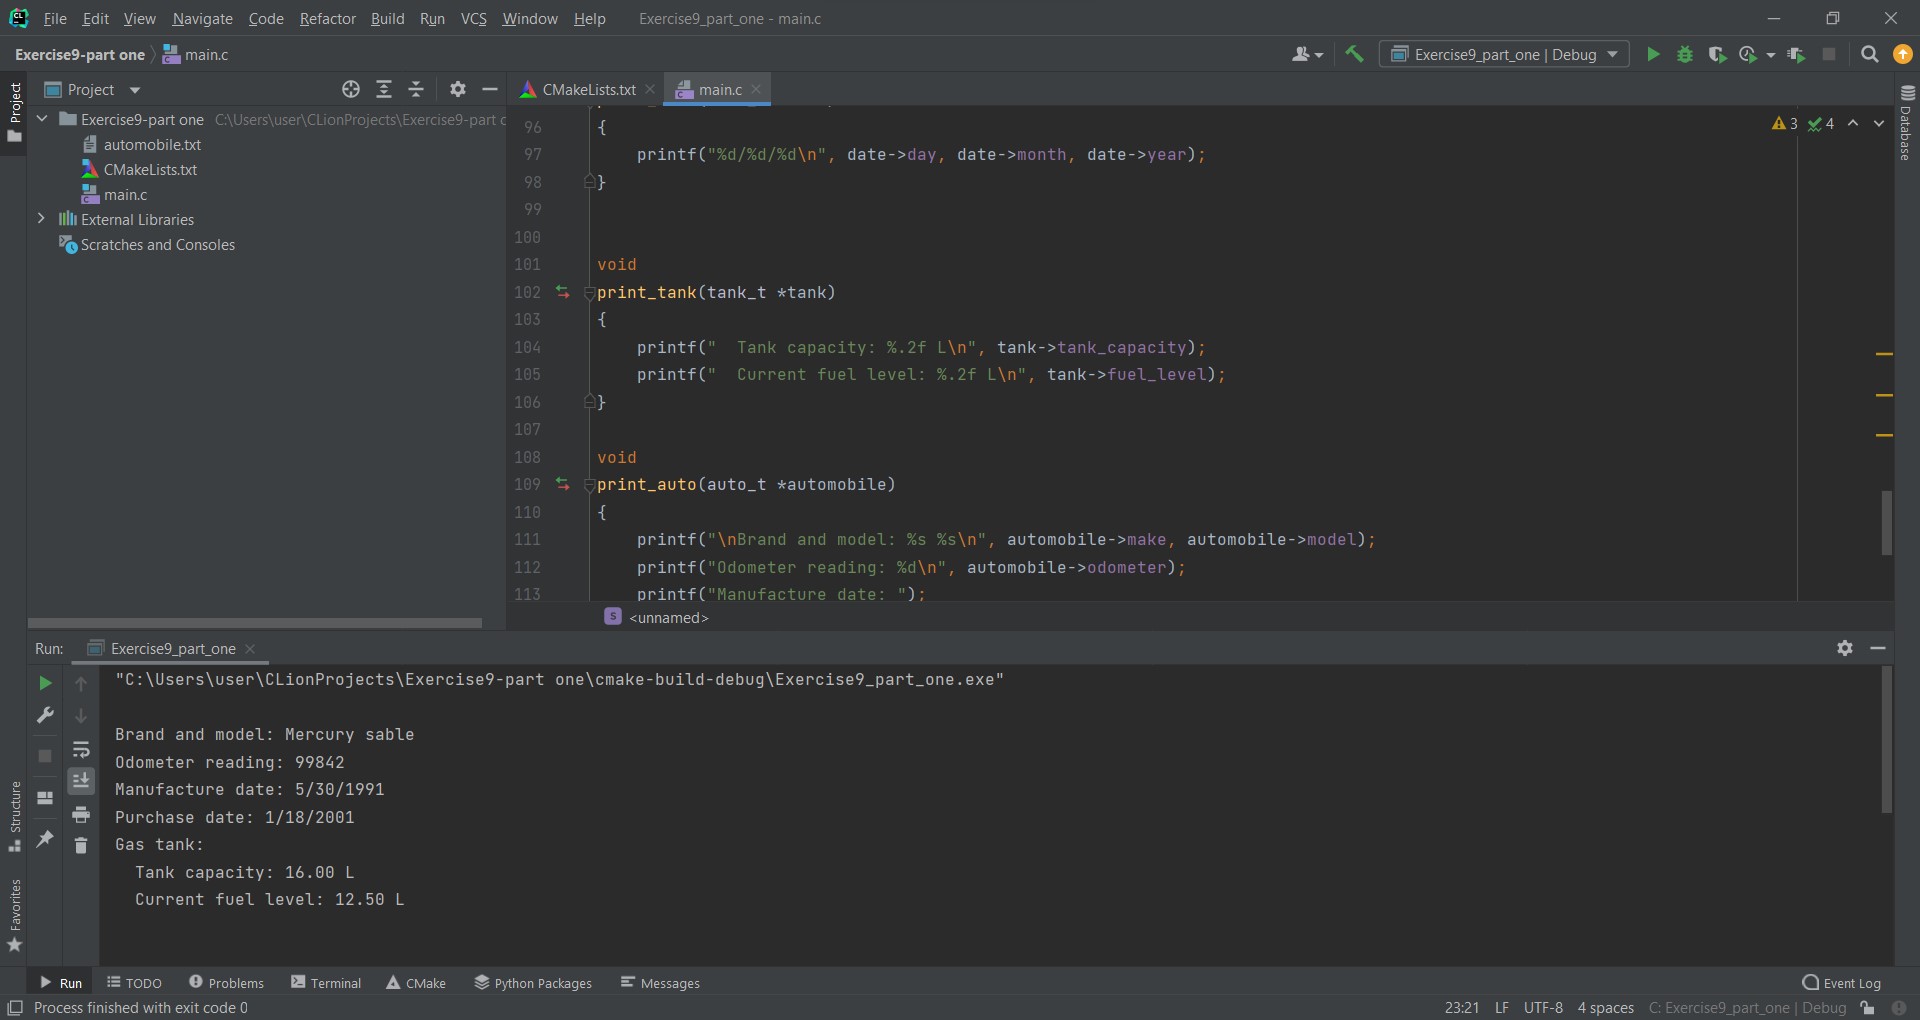 CL File Edit View Navigate Code Refactor Build Run VCS Window Help Exercise9_part_one - main.c
Exercise9-part one main.c
Exercise9_part_one | Debug
Project
CMakeLists.txt main.c
Exercise9-part one C:\Users\user\CLionProjects\Exercise9-part
automobile.txt
CMakeLists.txt
main.c
External Libraries
Scratches and Consoles
Project
Structure
Favorites
Database
3 4
96 {
97 printf("%d/%d/%d\n", date->day, date->month, date->year);
98 }
99
100
101 void
102 print_tank(tank_t *tank)
103 {
104 printf("  Tank capacity: %.2f L\n", tank->tank_capacity);
105 printf("  Current fuel level: %.2f L\n", tank->fuel_level);
106 }
107
108 void
109 print_auto(auto_t *automobile)
110 {
111 printf("\nBrand and model: %s %s\n", automobile->make, automobile->model);
112 printf("Odometer reading: %d\n", automobile->odometer);
113 printf("Manufacture date: ");
S <unnamed>
Run: Exercise9_part_one
"C:\Users\user\CLionProjects\Exercise9-part one\cmake-build-debug\Exercise9_part_one.exe"
Brand and model: Mercury sable
Odometer reading: 99842
Manufacture date: 5/30/1991
Purchase date: 1/18/2001
Gas tank:
Tank capacity: 16.00 L
Current fuel level: 12.50 L
Run TODO Problems Terminal CMake Python Packages Messages Event Log
Process finished with exit code 0 23:21 LF UTF-8 4 spaces C: Exercise9_part_one | Debug